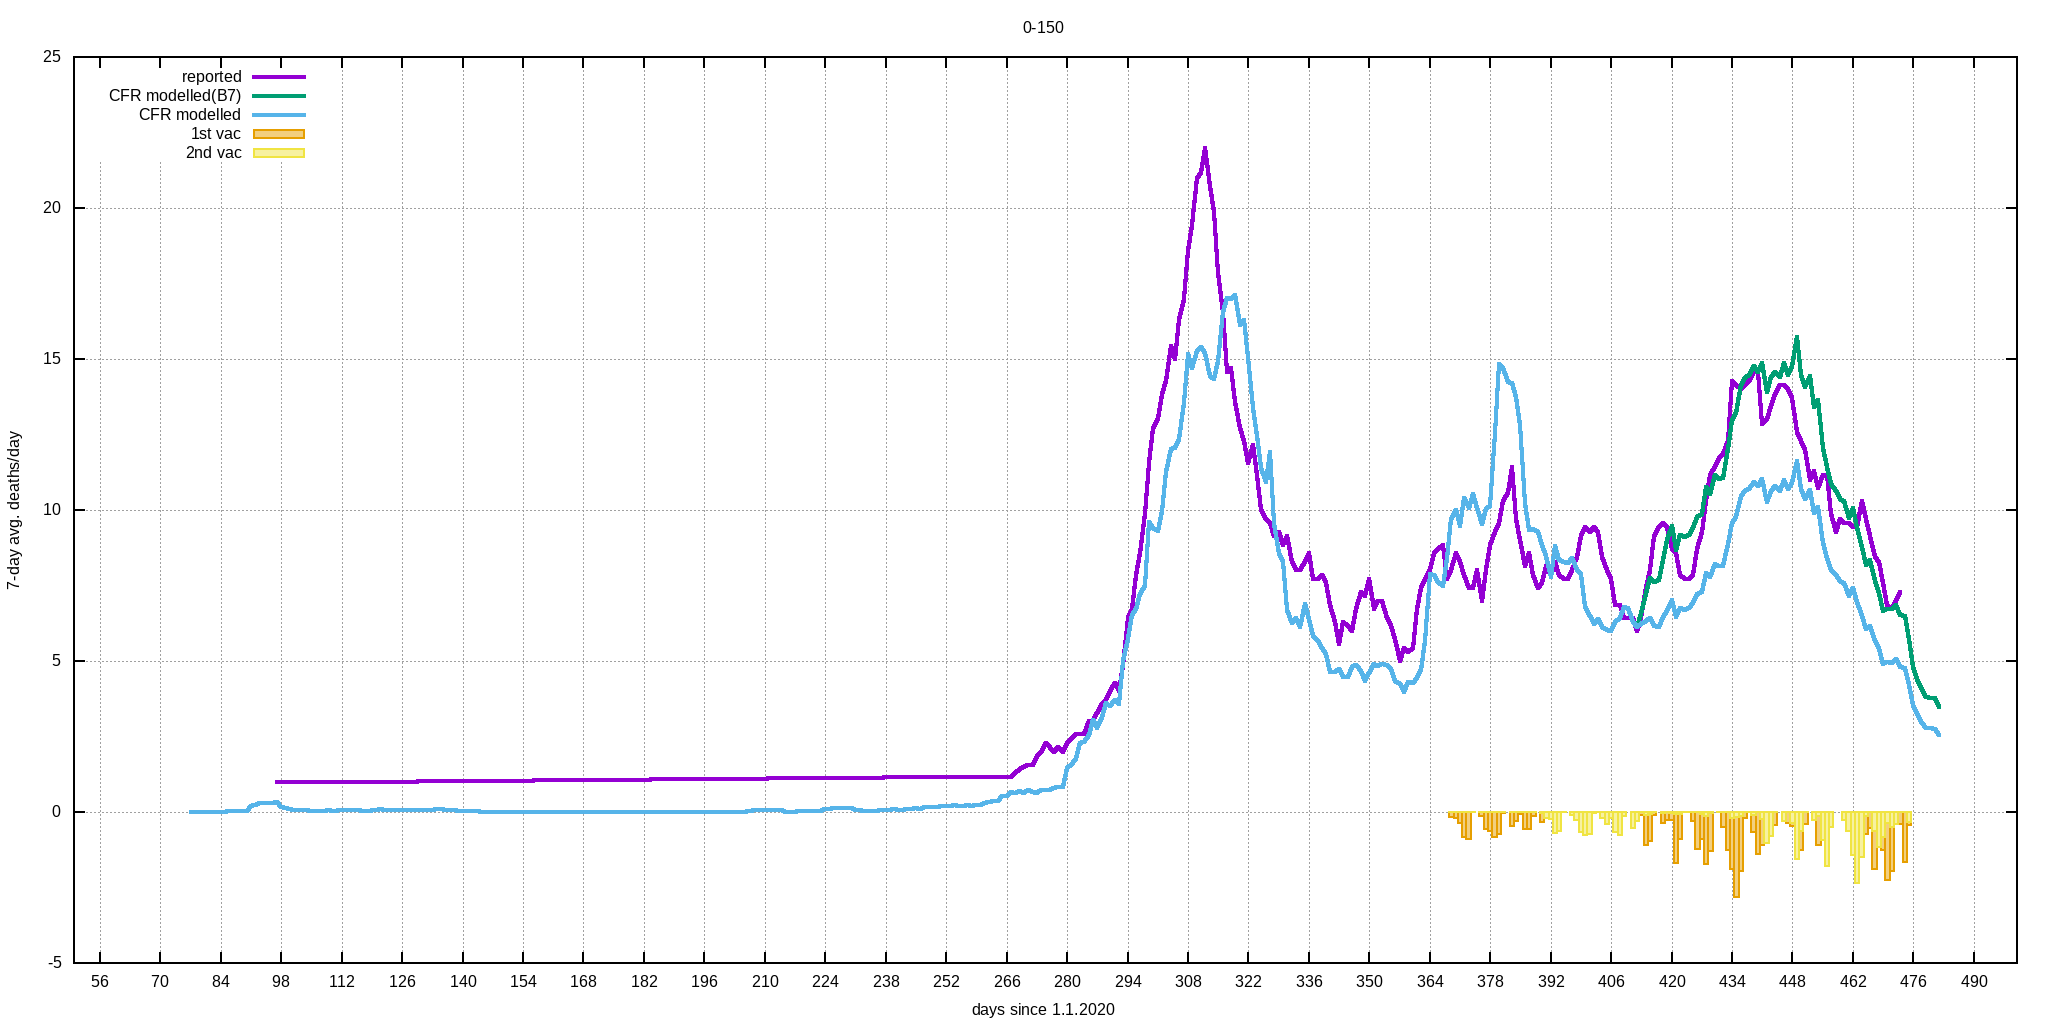 0-150
reported
CFR modelled(B7)
CFR modelled
1st vac
2nd vac
7-day avg. deaths/day
25
20
15
10
5
0
-5
56 70 84 98 112 126 140 154 168 182 196 210 224 238 252 266 280 294 308 322 336 350 364 378 392 406 420 434 448 462 476 490
days since 1.1.2020